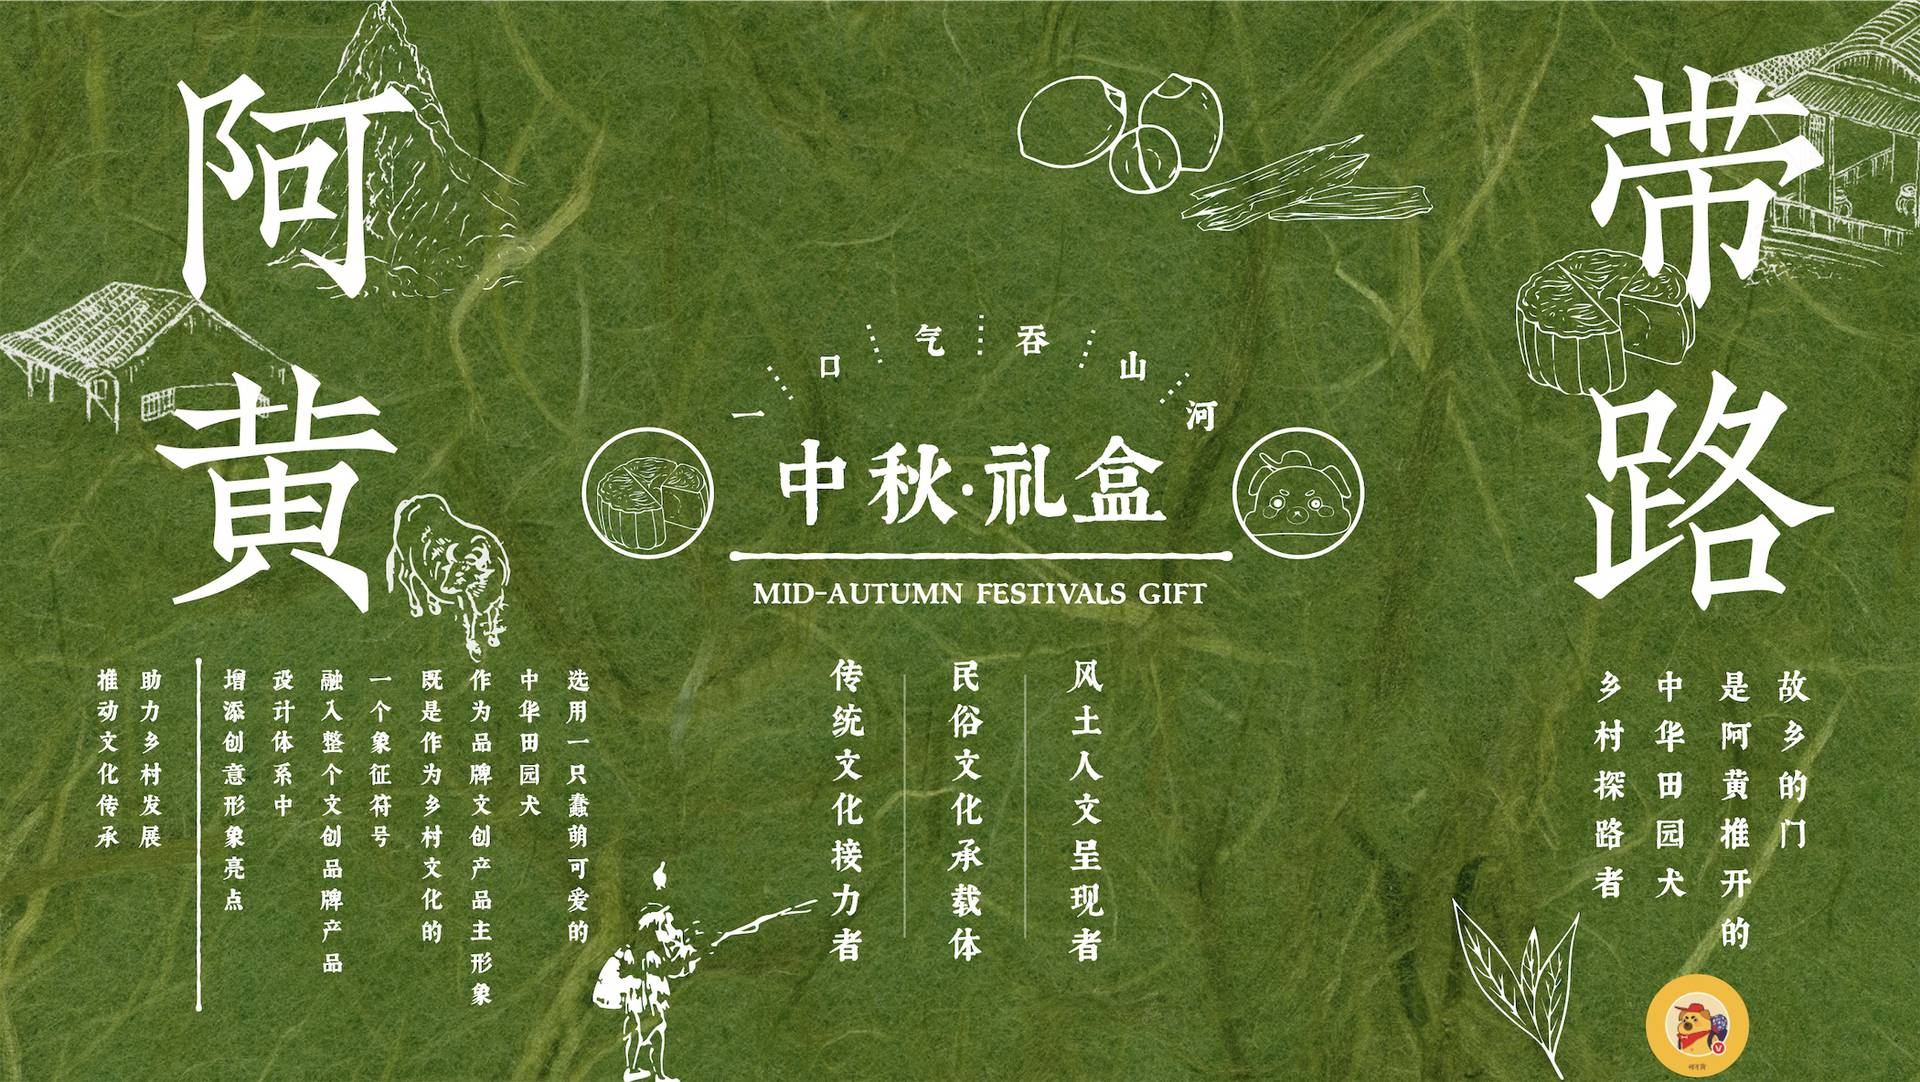 带路
阿黄
一口气吞山河
中秋·礼盒
MID-AUTUMN FESTIVALS GIFT
故乡的门
是阿黄推开的
中华田园犬
乡村探路者
风土人文呈现者
民俗文化承载体
传统文化接力者
选用一只蠢萌可爱的
中华田园犬
作为品牌文创产品主形象
既是作为乡村文化的
一个象征符号
融入整个文创品牌产品
设计体系中
增添创意形象亮点
助力乡村发展
推动文化传承